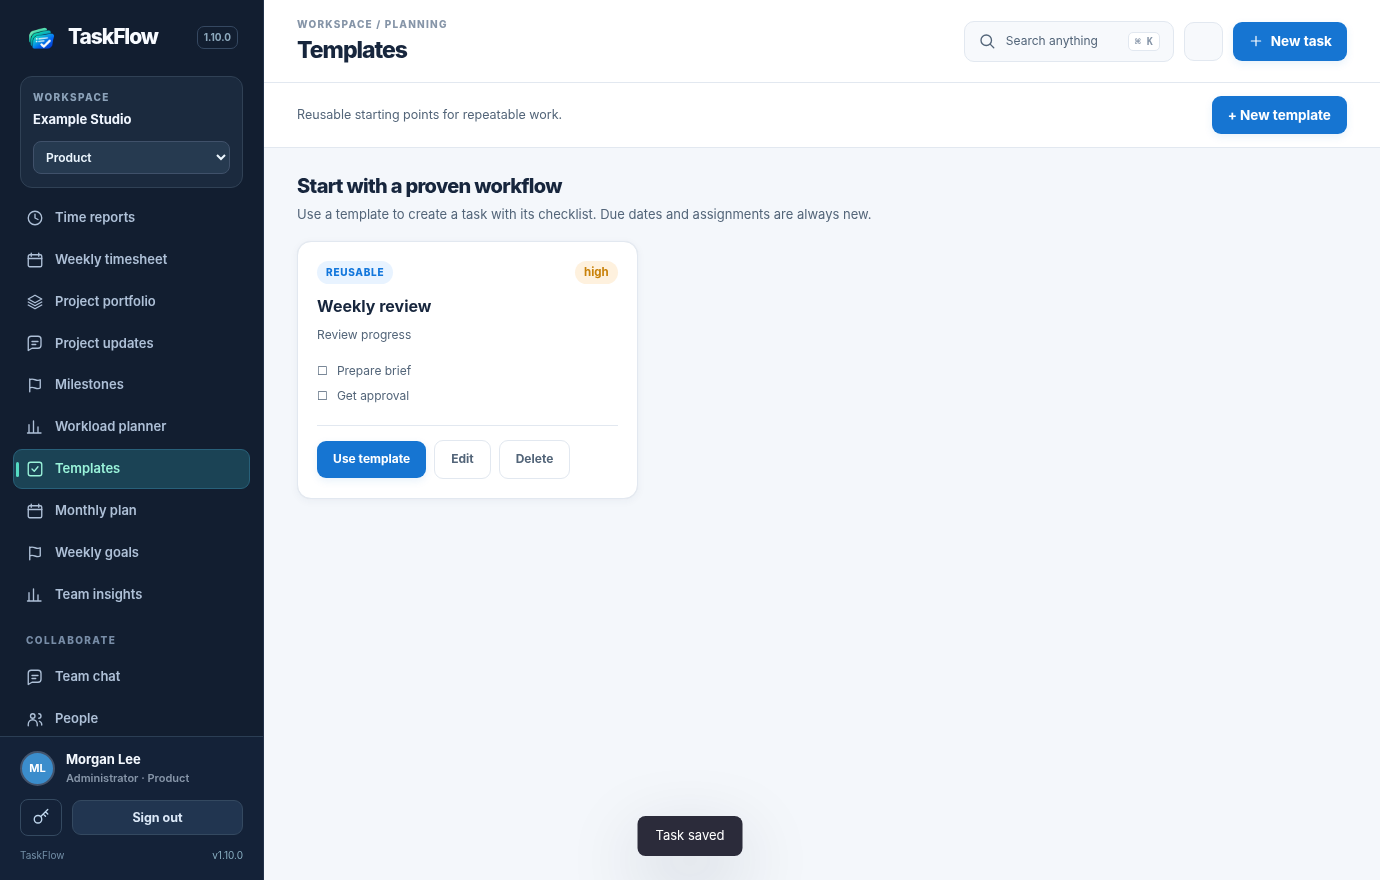 TaskFlow
1.10.0
WORKSPACE
Example Studio
Product
Time reports
Weekly timesheet
Project portfolio
Project updates
Milestones
Workload planner
Templates
Monthly plan
Weekly goals
Team insights
COLLABORATE
Team chat
People
ML
Morgan Lee
Administrator · Product
Sign out
TaskFlow
v1.10.0
WORKSPACE / PLANNING
Templates
Search anything
⌘ K
+ New task
Reusable starting points for repeatable work.
+ New template
Start with a proven workflow
Use a template to create a task with its checklist. Due dates and assignments are always new.
REUSABLE
high
Weekly review
Review progress
☐ Prepare brief
☐ Get approval
Use template
Edit
Delete
Task saved